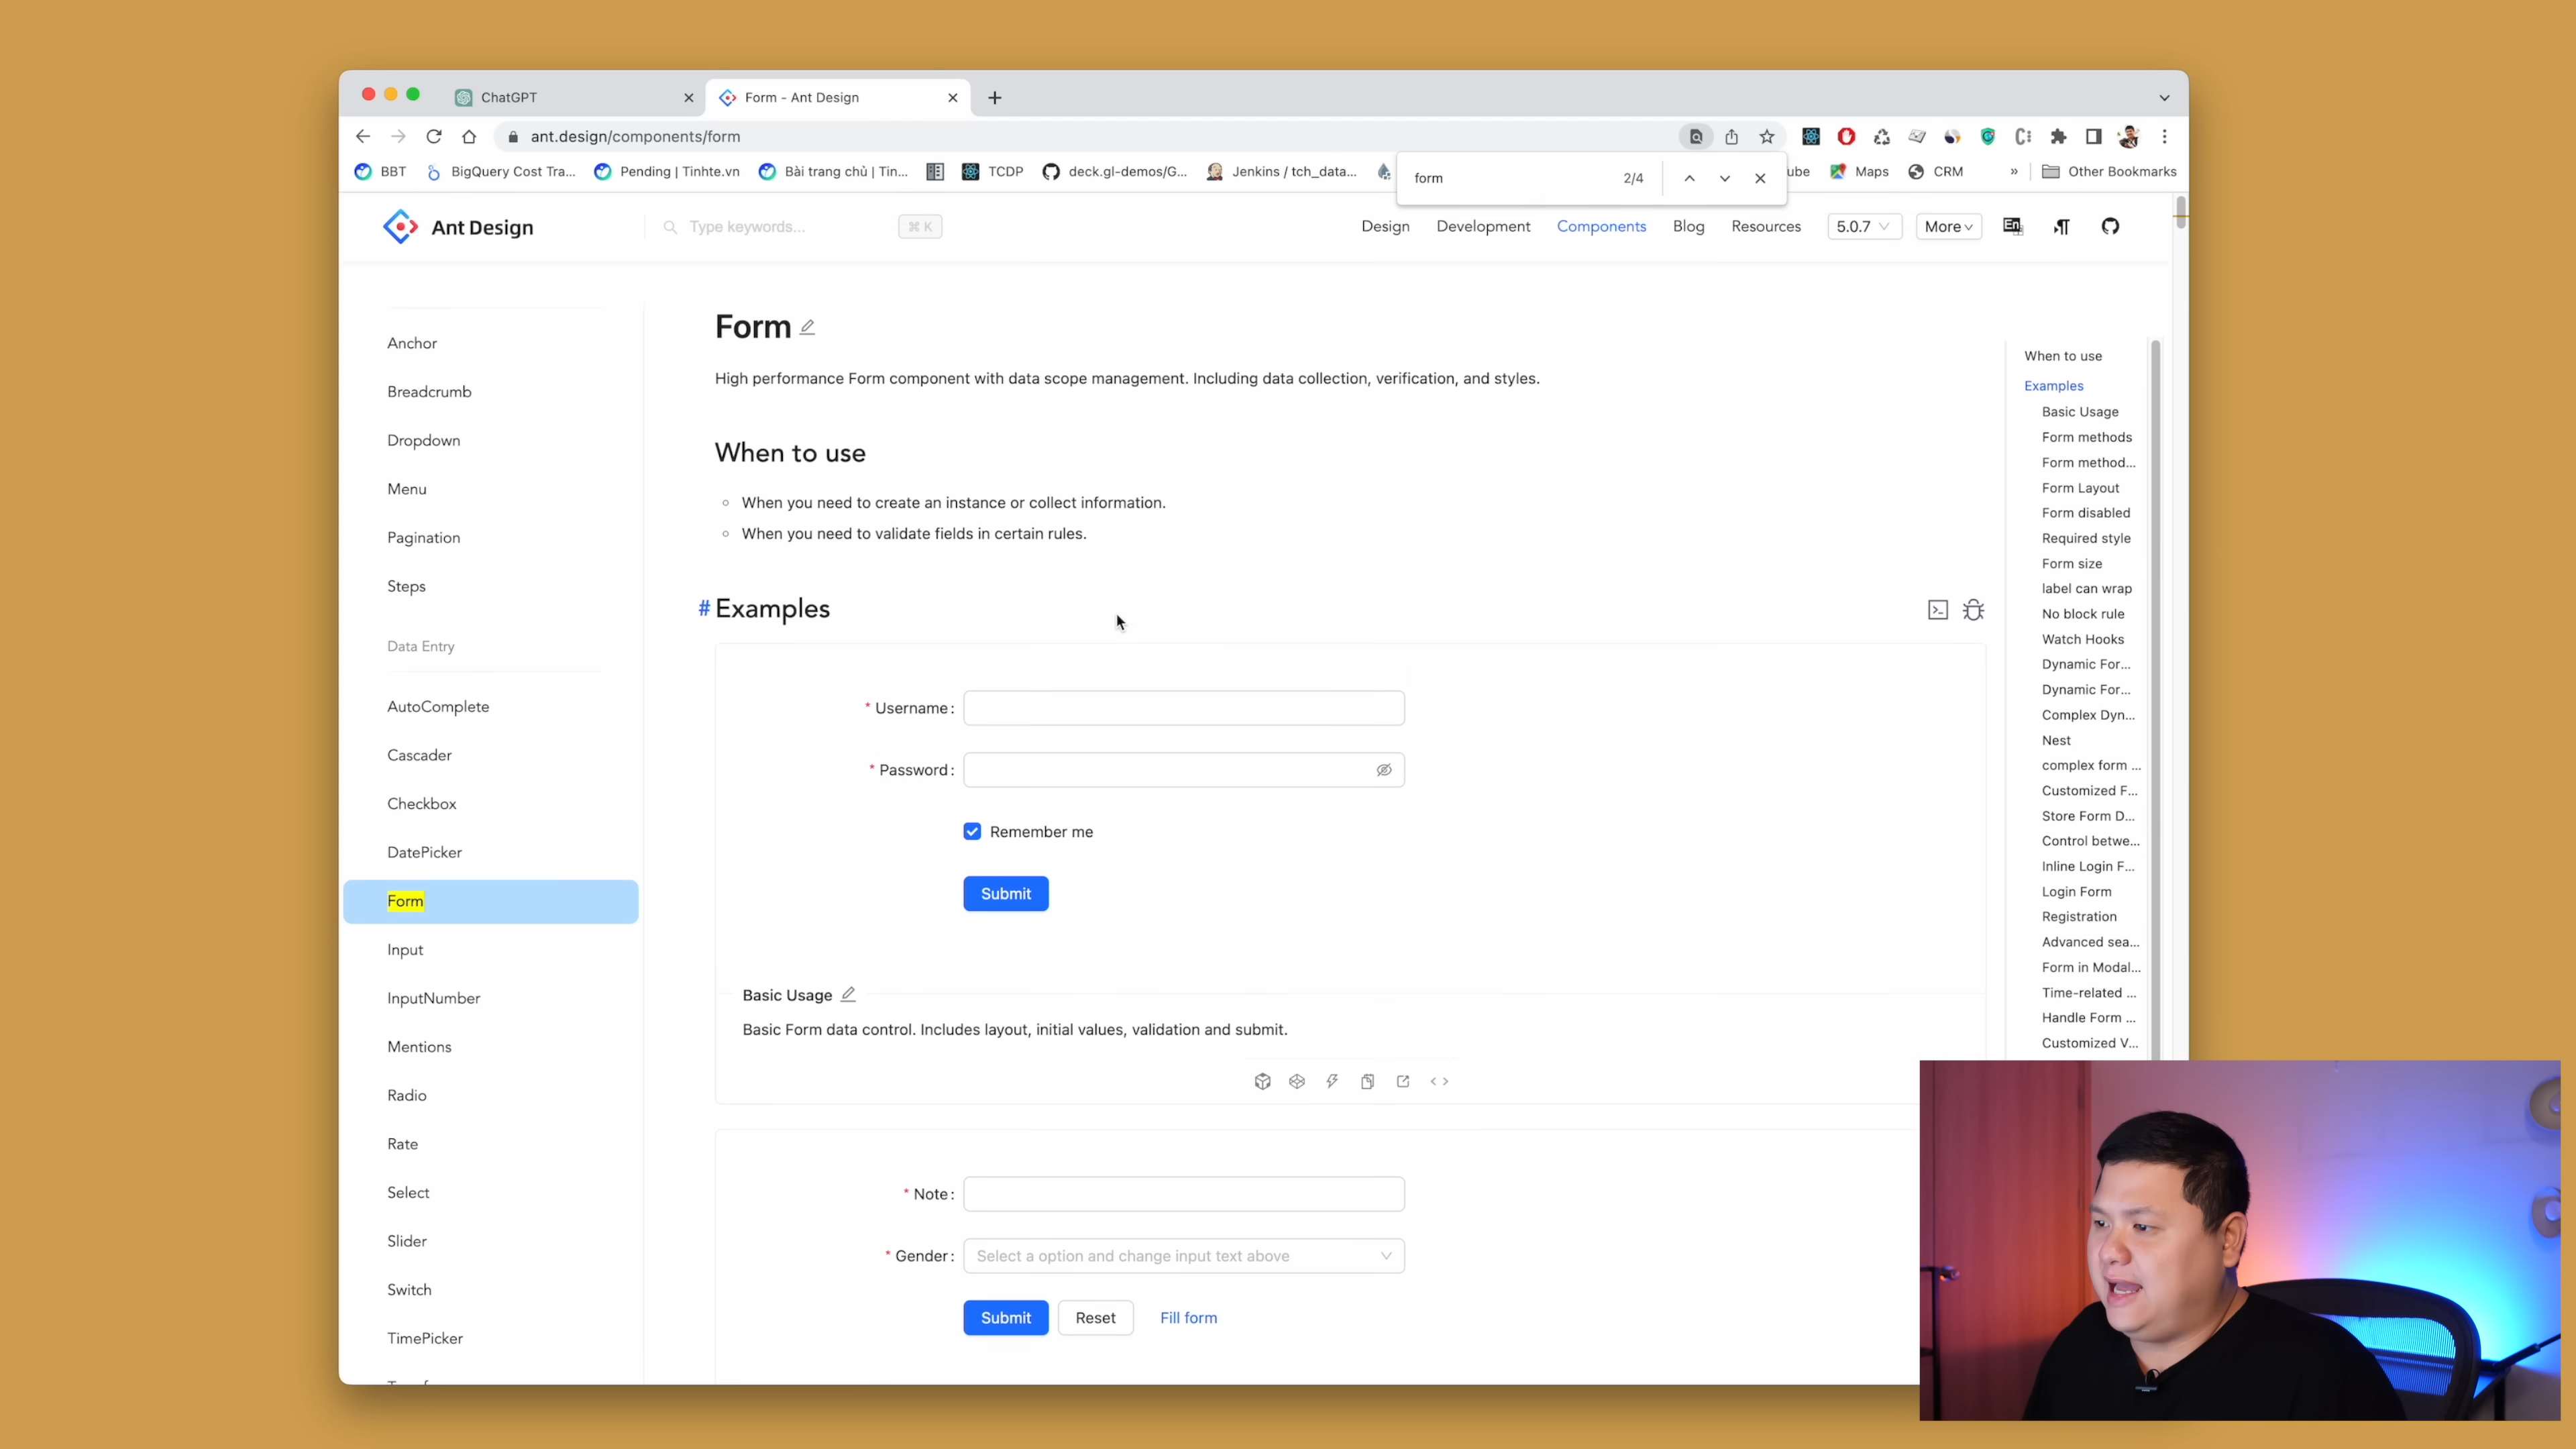 ChatGPT
Form - Ant Design
ant.design/components/form
BBT
BigQuery Cost Tra...
Pending | Tinhte.vn
Bài trang chủ | Tin...
TCDP
deck.gl-demos/G...
Jenkins / tch_data...
ube
Maps
CRM
»
Other Bookmarks
form
2/4
Ant Design
Type keywords...
⌘ K
Design
Development
Components
Blog
Resources
5.0.7
More
En
Anchor
Breadcrumb
Dropdown
Menu
Pagination
Steps
Data Entry
AutoComplete
Cascader
Checkbox
DatePicker
Form
Input
InputNumber
Mentions
Radio
Rate
Select
Slider
Switch
TimePicker
Form
High performance Form component with data scope management. Including data collection, verification, and styles.
When to use
When you need to create an instance or collect information.
When you need to validate fields in certain rules.
# Examples
* Username :
* Password :
Remember me
Submit
Basic Usage
Basic Form data control. Includes layout, initial values, validation and submit.
* Note :
* Gender :
Select a option and change input text above
Submit
Reset
Fill form
When to use
Examples
Basic Usage
Form methods
Form method...
Form Layout
Form disabled
Required style
Form size
label can wrap
No block rule
Watch Hooks
Dynamic For...
Dynamic For...
Complex Dyn...
Nest
complex form ...
Customized F...
Store Form D...
Control betwe...
Inline Login F...
Login Form
Registration
Advanced sea...
Form in Modal...
Time-related ...
Handle Form ...
Customized V...